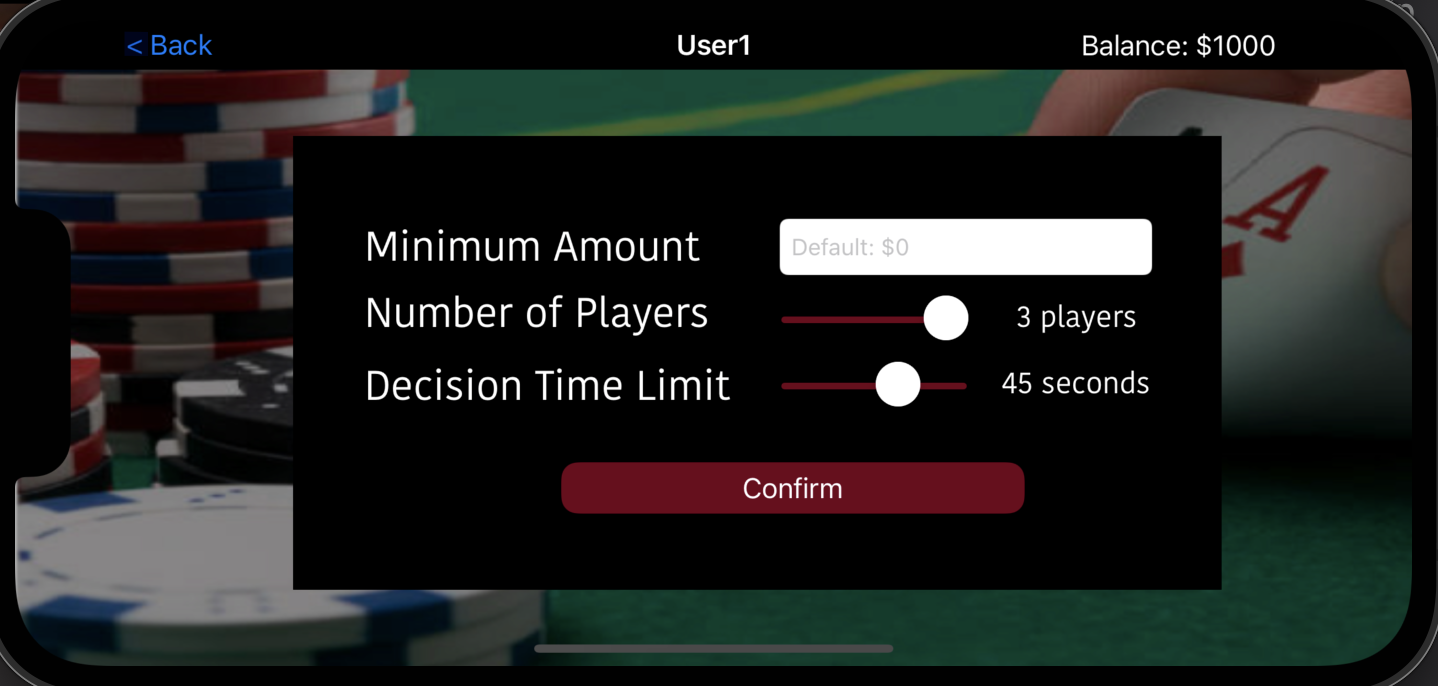 < Back
User1
Balance: $1000
A
Minimum Amount
Default: $0
Number of Players
3 players
Decision Time Limit
45 seconds
Confirm